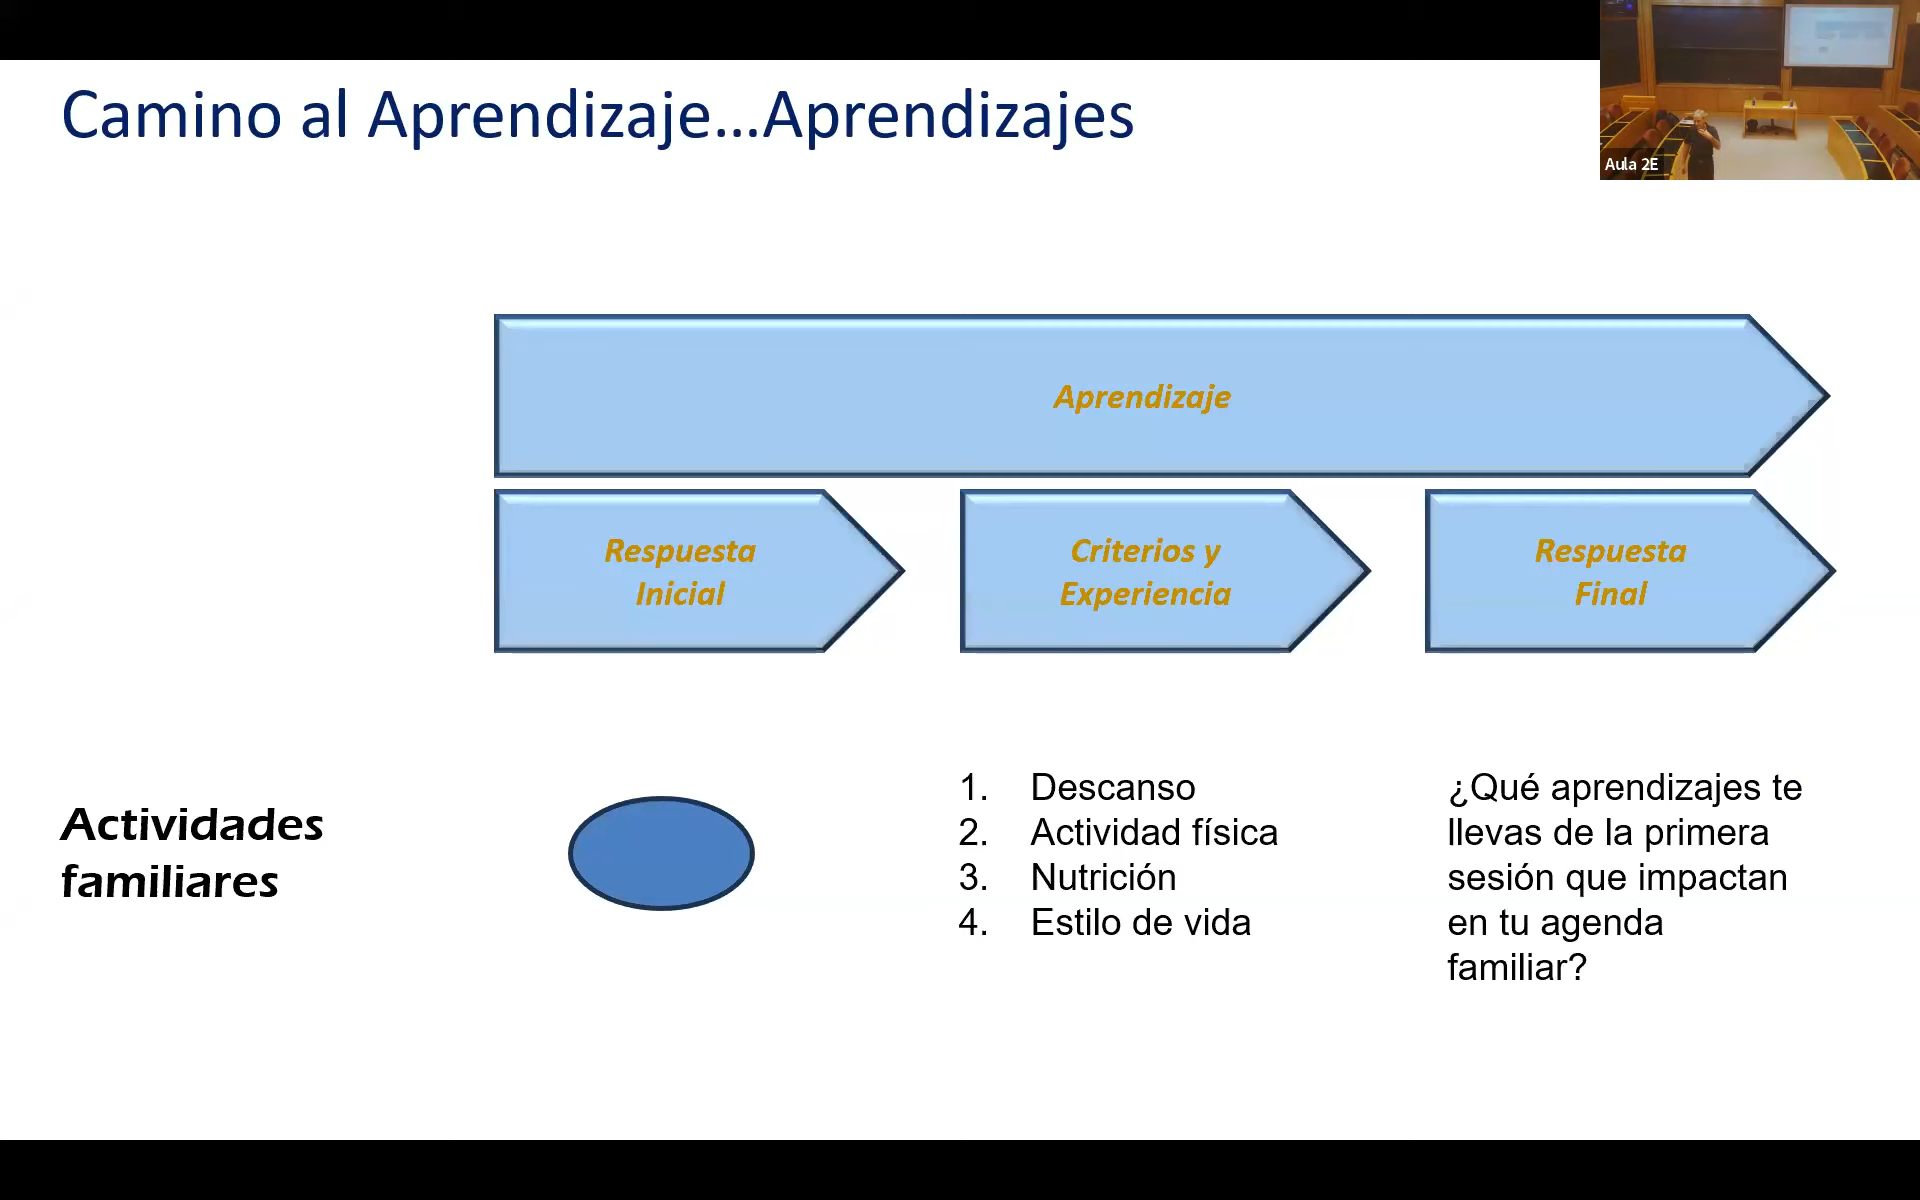 Camino al Aprendizaje...Aprendizajes
Aula 2E
Aprendizaje
Respuesta
Inicial
Criterios y
Experiencia
Respuesta
Final
Actividades
familiares
1. Descanso
2. Actividad física
3. Nutrición
4. Estilo de vida
¿Qué aprendizajes te
llevas de la primera
sesión que impactan
en tu agenda
familiar?